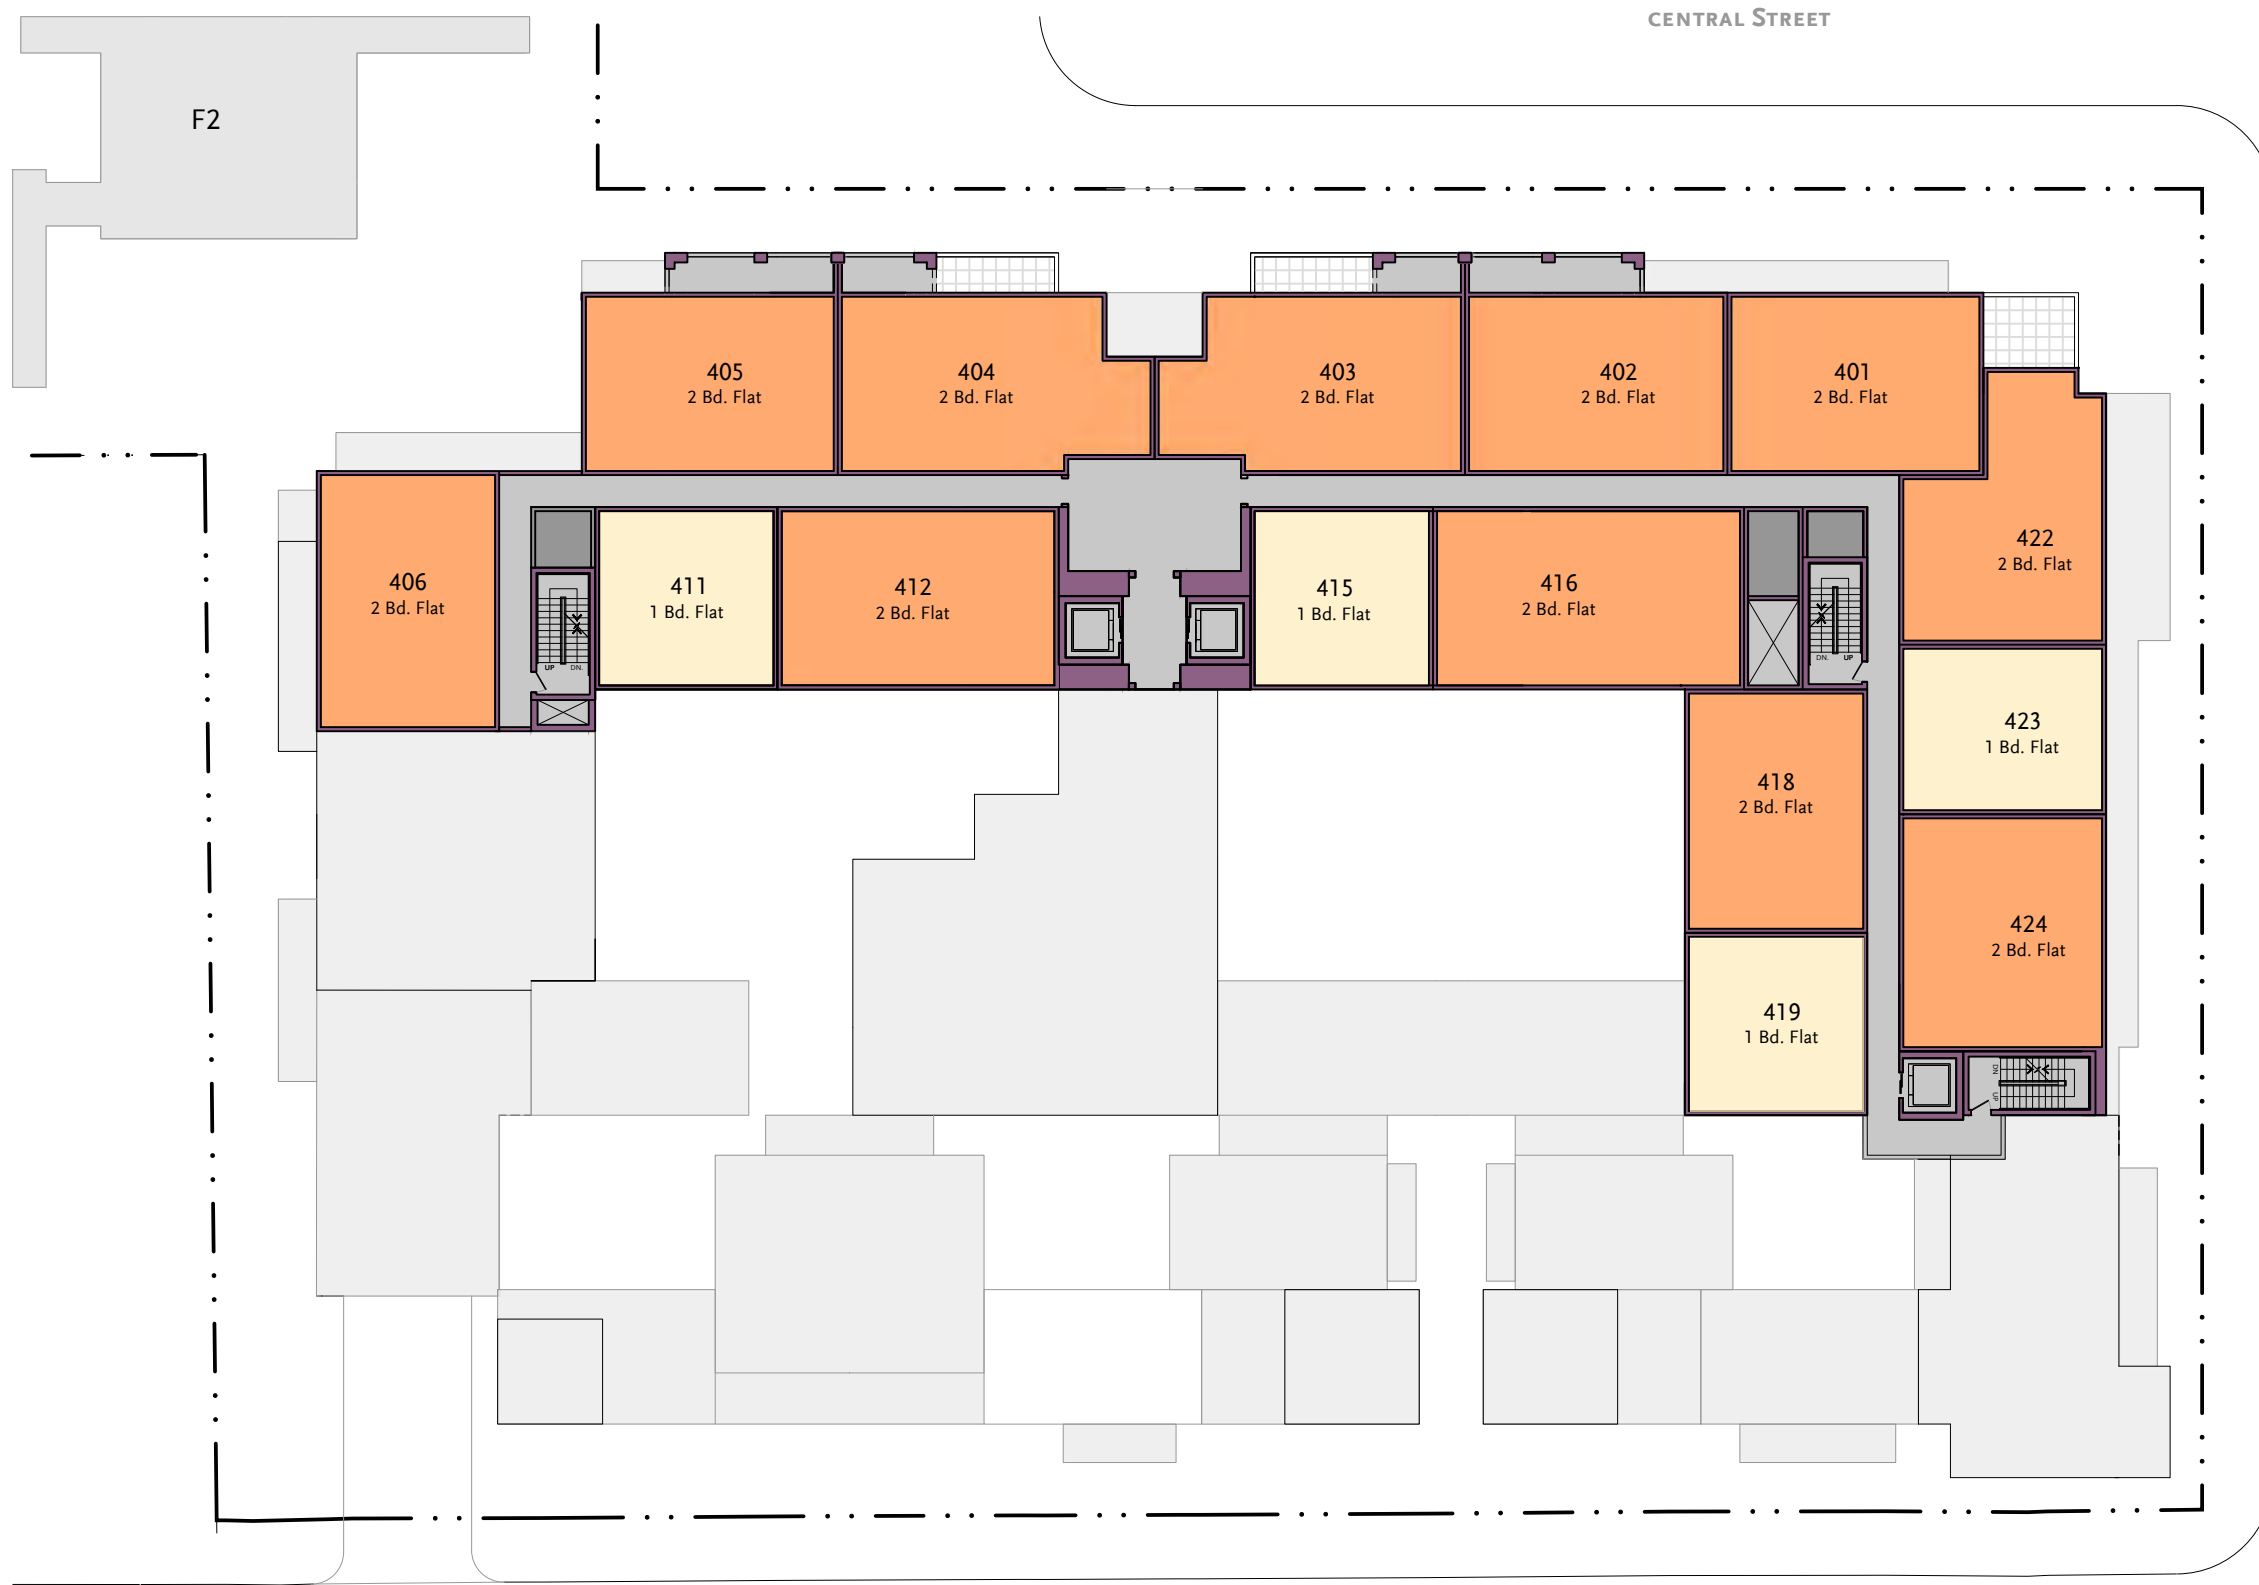 CENTRAL STREET
F2
405
2 Bd. Flat
404
2 Bd. Flat
403
2 Bd. Flat
402
2 Bd. Flat
401
2 Bd. Flat
422
2 Bd. Flat
406
2 Bd. Flat
411
1 Bd. Flat
412
2 Bd. Flat
415
1 Bd. Flat
416
2 Bd. Flat
UP DN.
DN. UP
423
1 Bd. Flat
418
2 Bd. Flat
424
2 Bd. Flat
419
1 Bd. Flat
DN
UP